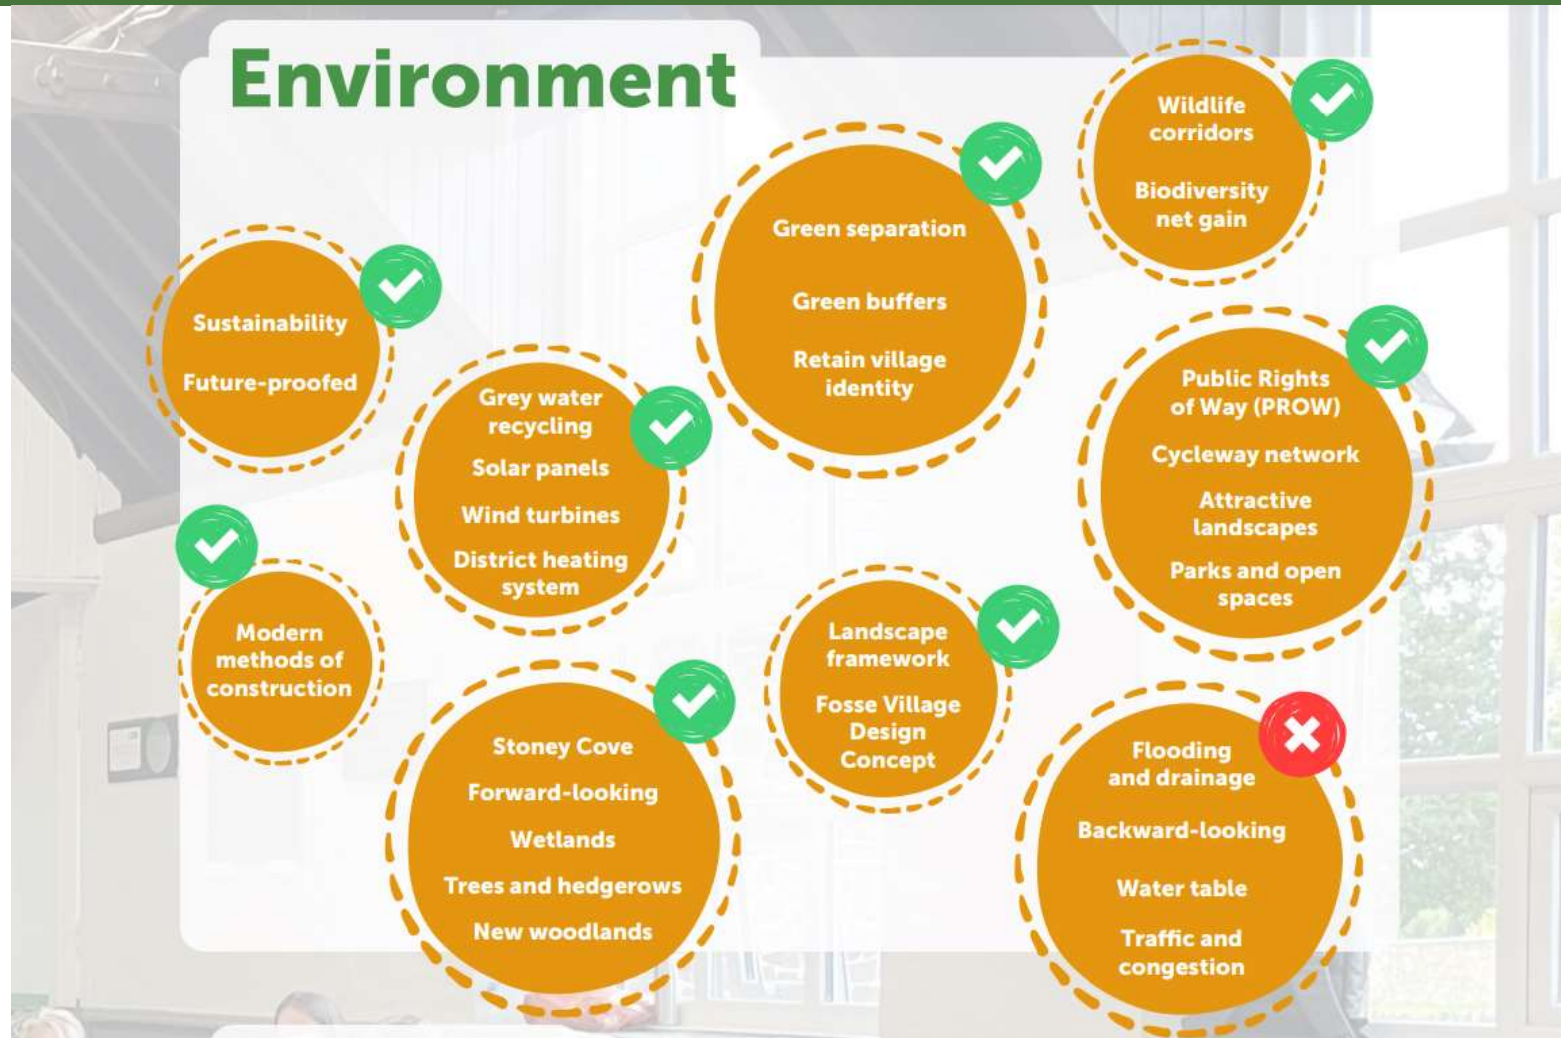 Environment
Wildlife
corridors
Biodiversity
net gain
Green separation
Green buffers
Retain village
identity
Sustainability
Future-proofed
Grey water
recycling
Solar panels
Wind turbines
District heating
system
Public Rights
of Way (PROW)
Cycleway network
Attractive
landscapes
Parks and open
spaces
Modern
methods of
construction
Landscape
framework
Fosse Village
Design
Concept
Stoney Cove
Forward-looking
Wetlands
Trees and hedgerows
New woodlands
Flooding
and drainage
Backward-looking
Water table
Traffic and
congestion